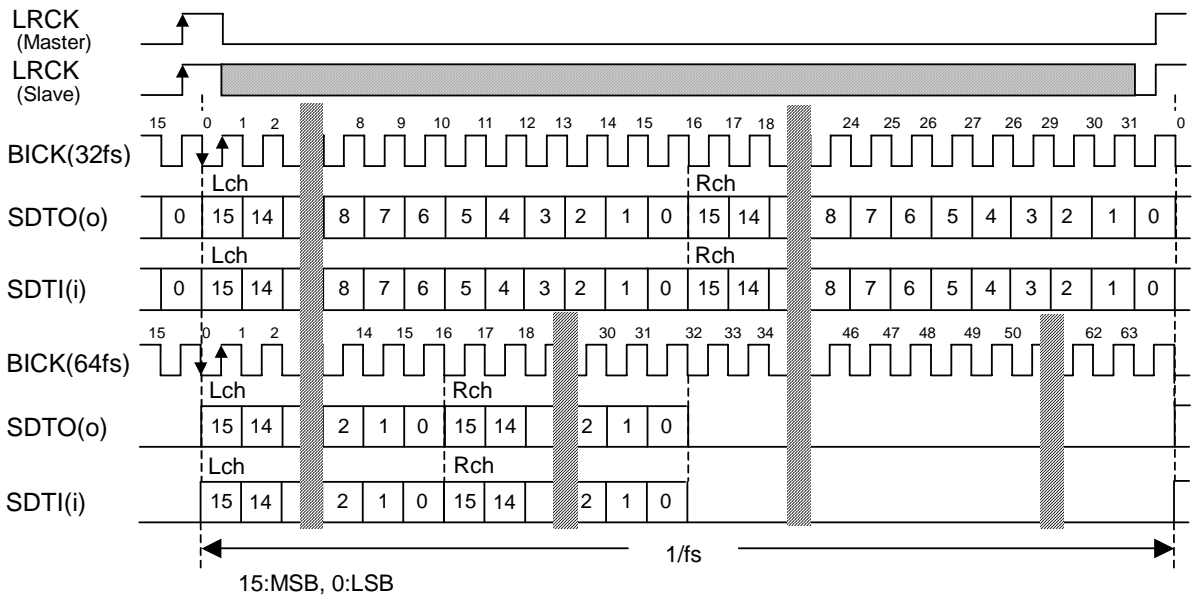 LRCK
(Master)
LRCK
(Slave)
15 0 1 2 8 9 10 11 12 13 14 15 16 17 18 24 25 26 27 26 29 30 31 0
BICK(32fs)
Lch Rch
SDTO(o) 0 15 14 8 7 6 5 4 3 2 1 0 15 14 8 7 6 5 4 3 2 1 0
Lch Rch
SDTI(i) 0 15 14 8 7 6 5 4 3 2 1 0 15 14 8 7 6 5 4 3 2 1 0
15 0 1 2 14 15 16 17 18 30 31 32 33 34 46 47 48 49 50 62 63
BICK(64fs)
Lch Rch
SDTO(o) 15 14 2 1 0 15 14 2 1 0
Lch Rch
SDTI(i) 15 14 2 1 0 15 14 2 1 0
1/fs
15:MSB, 0:LSB